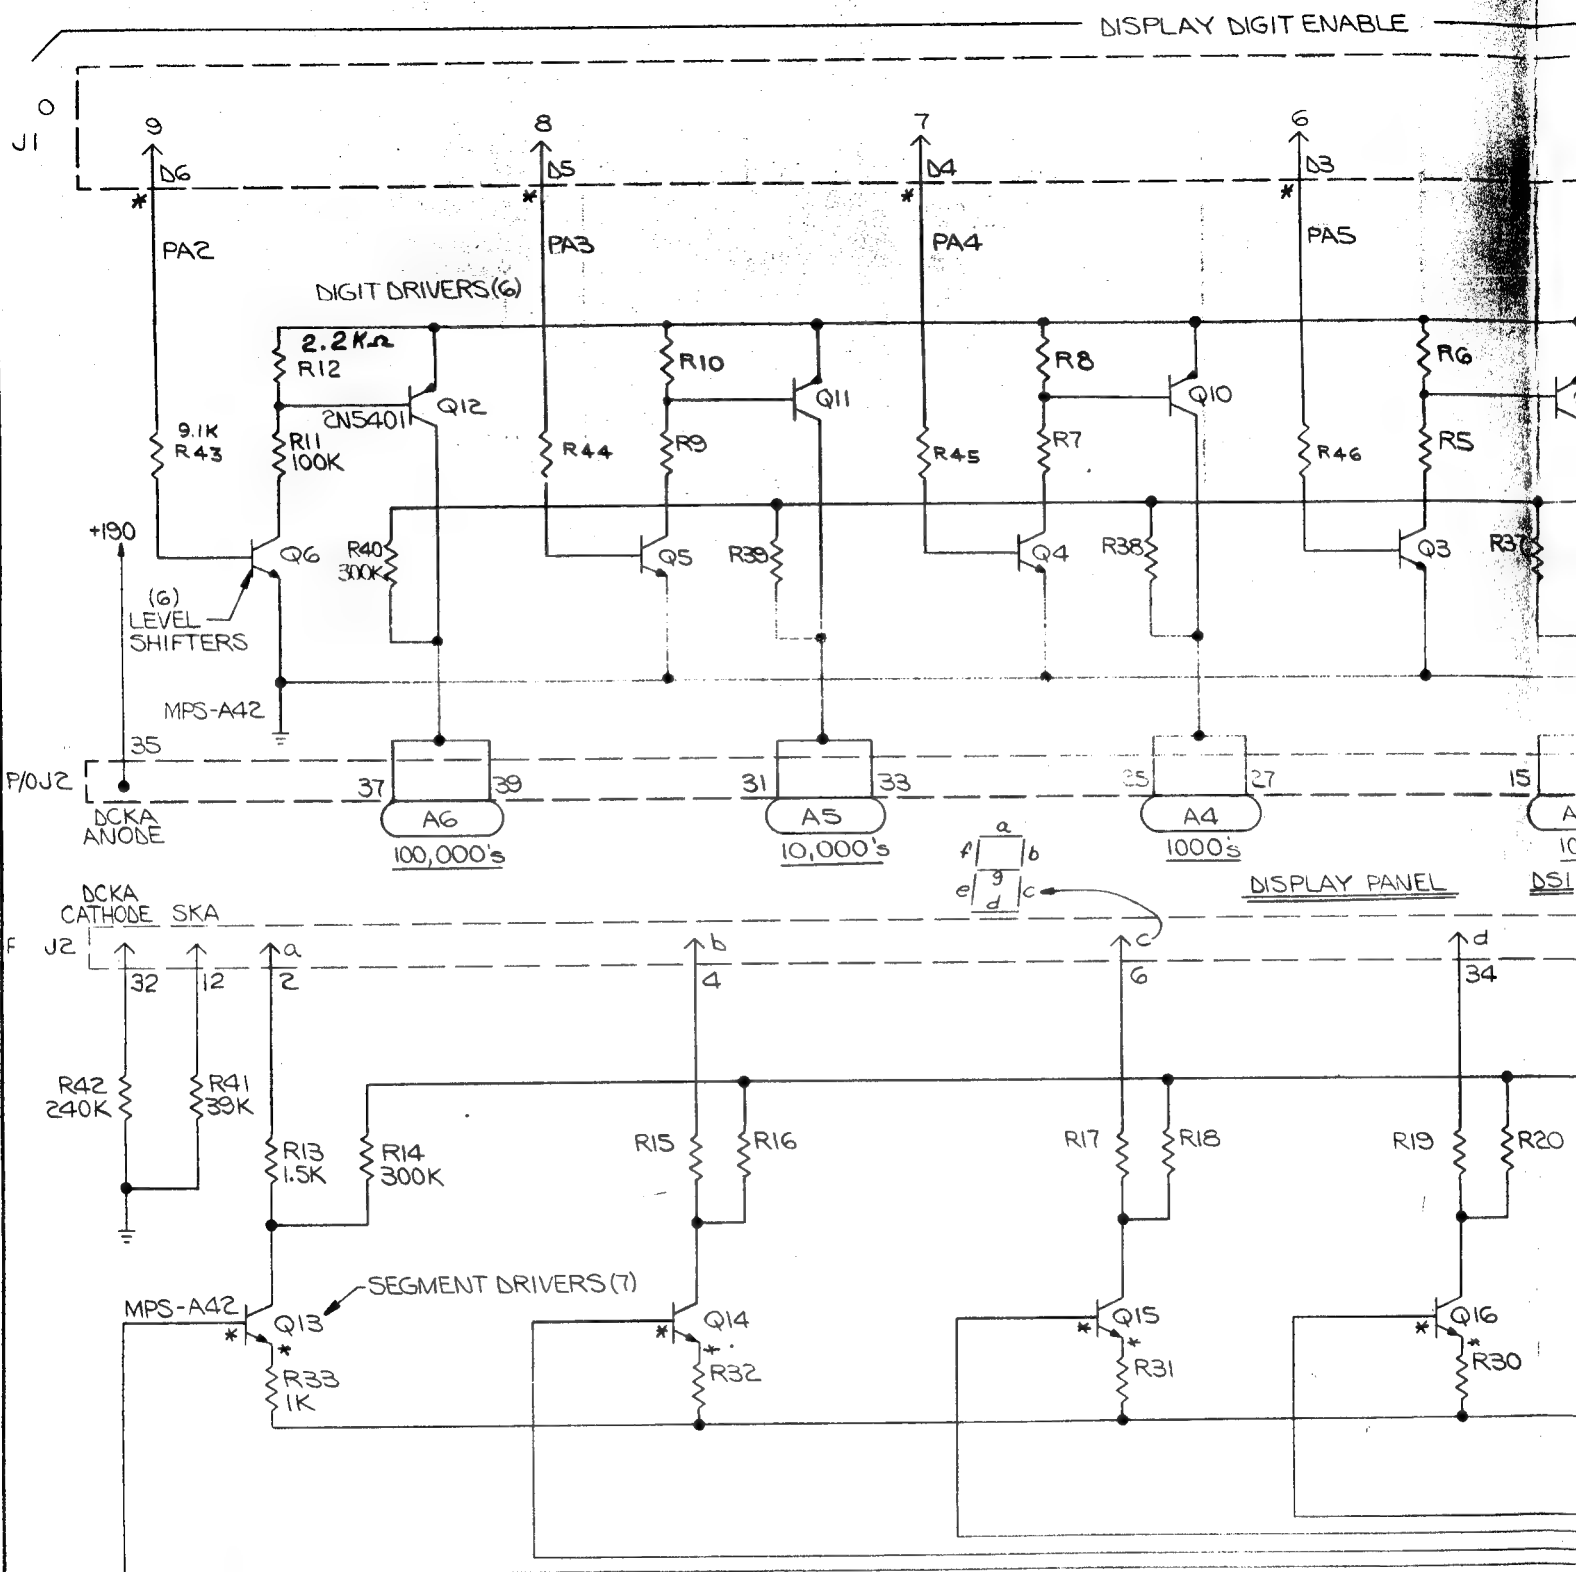 DISPLAY DIGIT ENABLE
O
J1
9
8
7
6
D6
D5
D4
D3
*
*
*
*
PA2
PA3
PA4
PA5
DIGIT DRIVERS(6)
2.2KΩ
R12
R10
R8
R6
2N5401
Q12
Q11
Q10
9.1K
R43
R11
100K
R44
R9
R45
R7
R46
R5
+190
Q6
R40
300K
Q5
R39
Q4
R38
Q3
R37
(6)
LEVEL
SHIFTERS
MPS-A42
35
P/OJ2
37
39
31
33
25
27
15
DCKA
ANODE
A6
A5
A4
A
100,000's
10,000's
1000's
10
a
f
b
g
e
c
d
DISPLAY PANEL
DS1
DCKA
CATHODE
SKA
F
J2
a
b
c
d
32
12
2
4
6
34
R42
240K
R41
39K
R13
1.5K
R14
300K
R15
R16
R17
R18
R19
R20
SEGMENT DRIVERS(7)
MPS-A42
Q13
Q14
Q15
Q16
*
*
*
*
*
*
*
*
R33
1K
R32
R31
R30